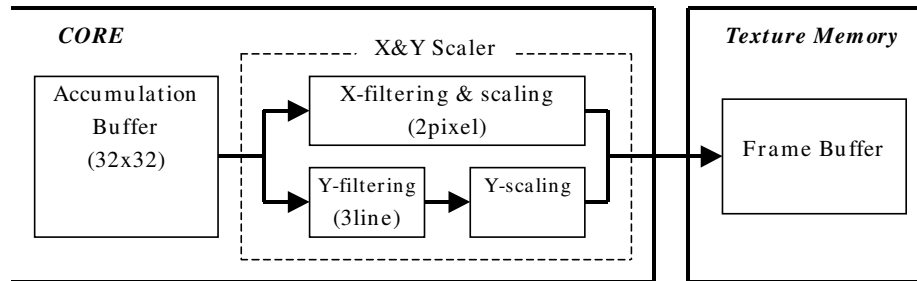 CORE
X&Y Scaler
Texture Memory
Accumulation
Buffer
(32x32)
X-filtering & scaling
(2pixel)
Y-filtering
(3line)
Y-scaling
Frame Buffer